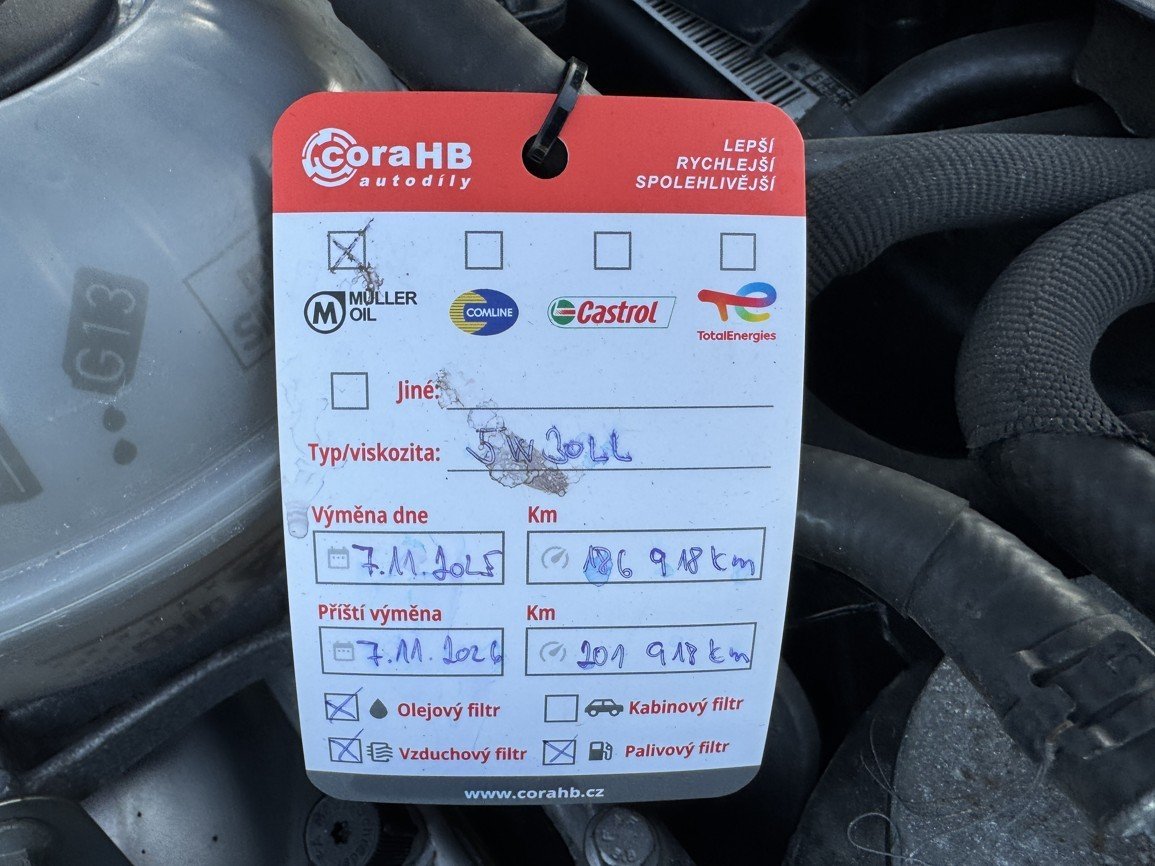 coraHB
autodíly
LEPŠÍ
RYCHLEJŠÍ
SPOLEHLIVĚJŠÍ
MÜLLER
OIL
COMLINE
Castrol
TotalEnergies
Jiné:
Typ/viskozita: 5W30LL
Výměna dne Km
7.11.2025 186 918 km
Příští výměna Km
7.11.2026 201 918 km
Olejový filtr Kabinový filtr
Vzduchový filtr Palivový filtr
www.corahb.cz
G13